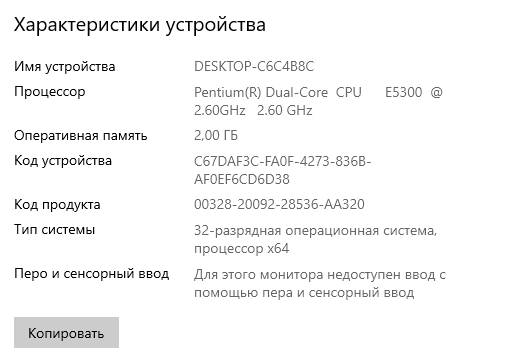 Характеристики устройства
Имя устройства DESKTOP-C6C4B8C
Процессор Pentium(R) Dual-Core CPU E5300 @
2.60GHz 2.60 GHz
Оперативная память 2,00 ГБ
Код устройства C67DAF3C-FA0F-4273-836B-
AF0EF6CD6D38
Код продукта 00328-20092-28536-AA320
Тип системы 32-разрядная операционная система,
процессор x64
Перо и сенсорный ввод Для этого монитора недоступен ввод с
помощью пера и сенсорный ввод
Копировать